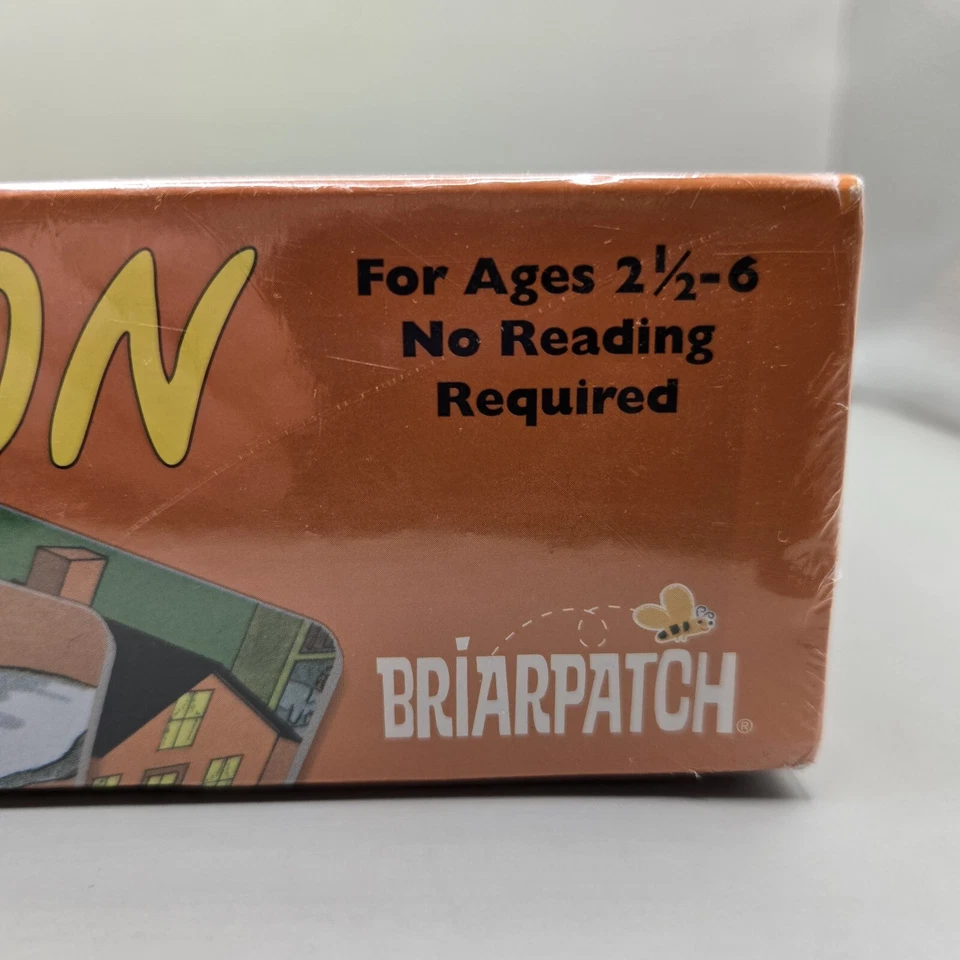 ON
For Ages 2½-6
No Reading
Required
BRIARPATCH®